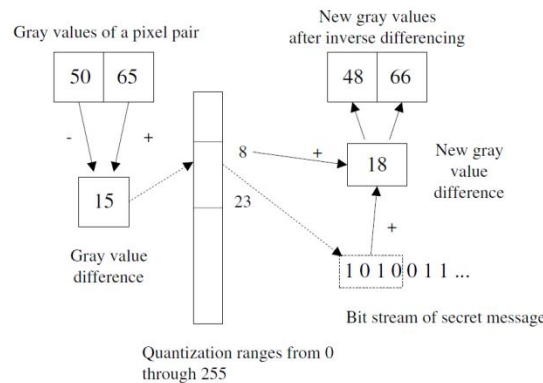 Gray values of a pixel pair
50 65
- +
15
Gray value
difference
8
23
Quantization ranges from 0
through 255
New gray values
after inverse differencing
48 66
+
18
New gray
value
difference
+
1 0 1 0 0 1 1 ...
Bit stream of secret message